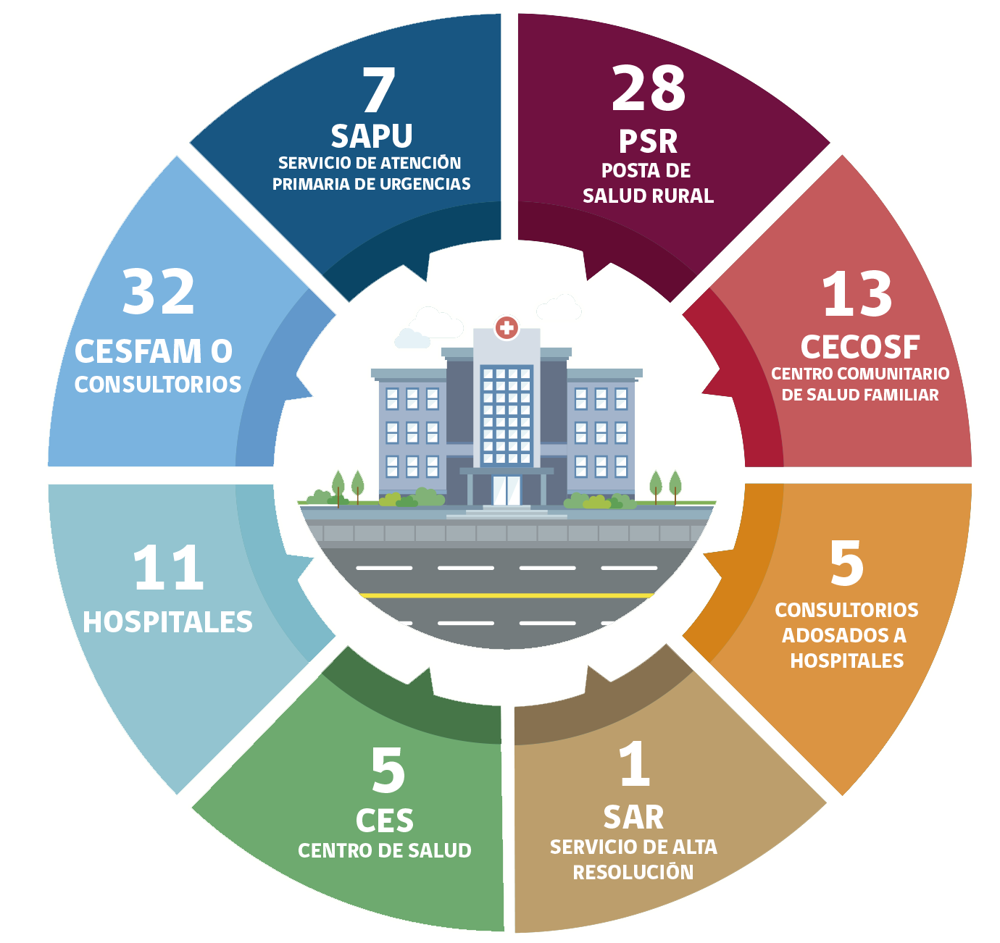 7
SAPU
SERVICIO DE ATENCIÓN
PRIMARIA DE URGENCIAS
28
PSR
POSTA DE
SALUD RURAL
13
CECOSF
CENTRO COMUNITARIO
DE SALUD FAMILIAR
5
CONSULTORIOS
ADOSADOS A
HOSPITALES
1
SAR
SERVICIO DE ALTA
RESOLUCIÓN
5
CES
CENTRO DE SALUD
11
HOSPITALES
32
CESFAM O
CONSULTORIOS